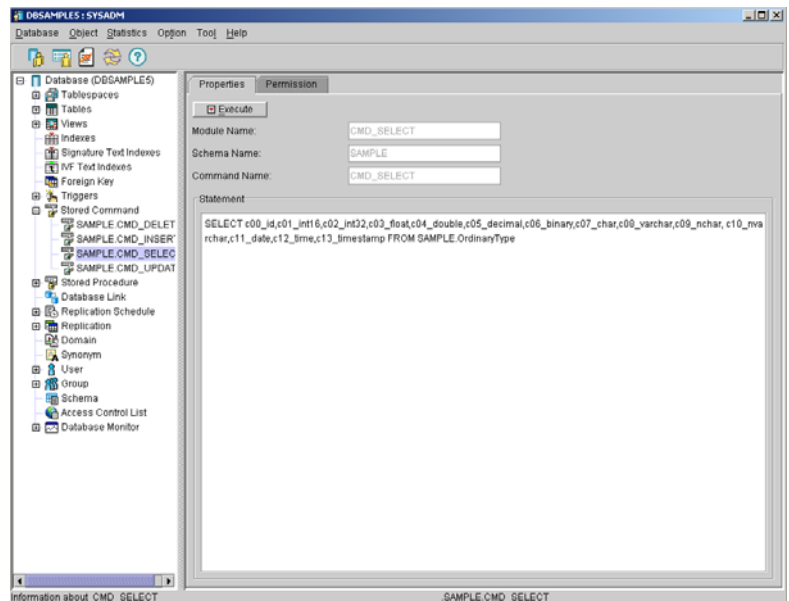 DBSAMPLE5 : SYSADM
Database Object Statistics Option Tool Help
Database (DBSAMPLE5)
Tablespaces
Tables
Views
Indexes
Signature Text Indexes
IVF Text Indexes
Foreign Key
Triggers
Stored Command
SAMPLE.CMD_DELET
SAMPLE.CMD_INSER
SAMPLE.CMD_SELEC
SAMPLE.CMD_UPDAT
Stored Procedure
Database Link
Replication Schedule
Replication
Domain
Synonym
User
Group
Schema
Access Control List
Database Monitor
Properties Permission
Execute
Module Name: CMD_SELECT
Schema Name: SAMPLE
Command Name: CMD_SELECT
Statement
SELECT c00_id,c01_int16,c02_int32,c03_float,c04_double,c05_decimal,c06_binary,c07_char,c08_varchar,c09_nchar, c10_nva
rchar,c11_date,c12_time,c13_timestamp FROM SAMPLE.OrdinaryType
Information about CMD_SELECT SAMPLE.CMD_SELECT